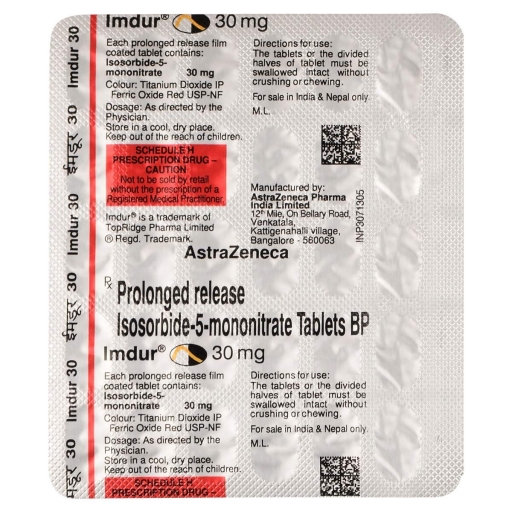 Imdur® 30 mg
Each prolonged release film
coated tablet contains:
Isosorbide-5-
mononitrate 30 mg
Colour: Titanium Dioxide IP
Ferric Oxide Red USP-NF
Dosage: As directed by the
Physician.
Store in a cool, dry place.
Keep out of the reach of children.
SCHEDULE H
PRESCRIPTION DRUG –
CAUTION
Not to be sold by retail
without the prescription of a
Registered Medical Practitioner.
Imdur® is a trademark of
TopRidge Pharma Limited
® Regd. Trademark.
Directions for use:
The tablets or the divided
halves of tablet must be
swallowed intact without
crushing or chewing.
For sale in India & Nepal only.
M.L.
Manufactured by:
AstraZeneca Pharma
India Limited
12th Mile, On Bellary Road,
Venkatala,
Kattigenahalli village,
Bangalore - 560063
INP2071305
AstraZeneca
Rx
Prolonged release
Isosorbide-5-mononitrate Tablets BP
Imdur® 30 mg
Each prolonged release film
coated tablet contains:
Isosorbide-5-
mononitrate 30 mg
Colour: Titanium Dioxide IP
Ferric Oxide Red USP-NF
Dosage: As directed by the
Physician.
Store in a cool, dry place.
Keep out of the reach of children.
SCHEDULE H
PRESCRIPTION DRUG –
Directions for use:
The tablets or the divided
halves of tablet must be
swallowed intact without
crushing or chewing.
For sale in India & Nepal only.
M.L.
Imdur 30
ईमड्यूर 30
Imdur 30
ईमड्यूर 30
Imdur 30
ईमड्यूर 30